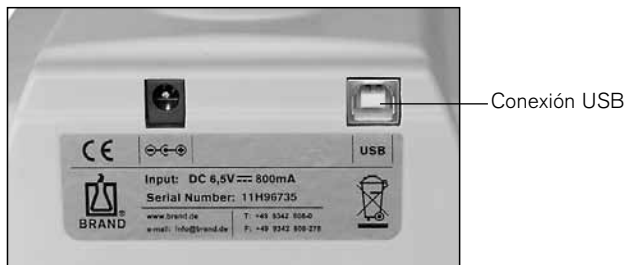 Conexión USB
CE
USB
Input: DC 6,5V 800mA
Serial Number: 11H96735
BRAND®
www.brand.de T: +49 9342 808-0
e-mail: info@brand.de F: +49 9342 808-276